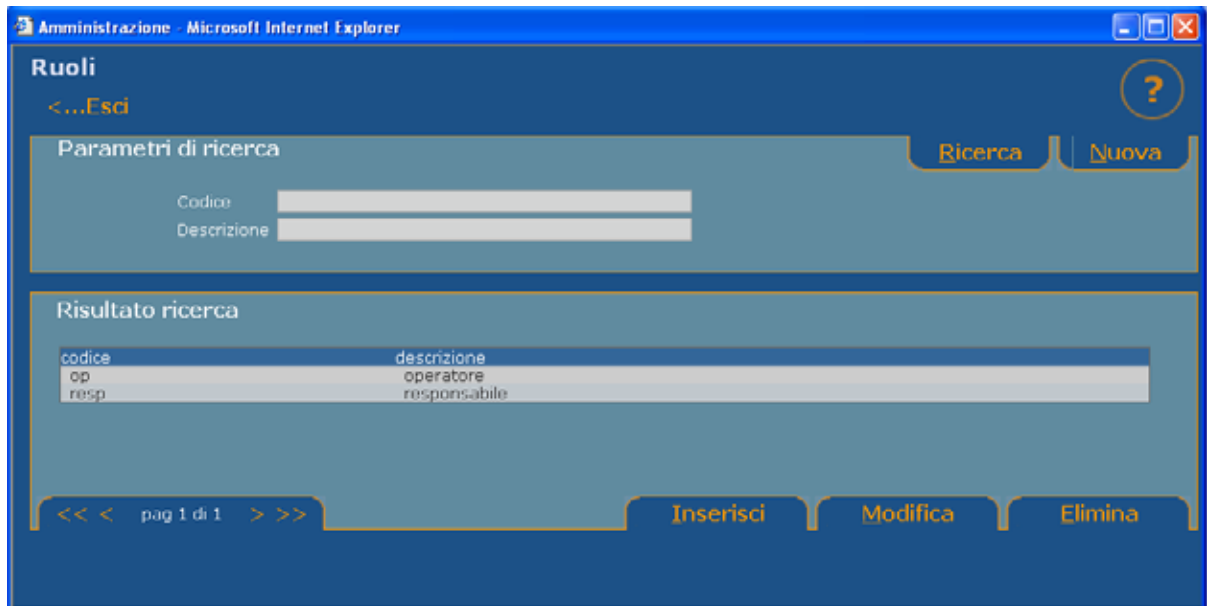 Amministrazione - Microsoft Internet Explorer
Ruoli
?
<...Esci
Parametri di ricerca
Ricerca Nuova
Codice
Descrizione
Risultato ricerca
codice descrizione
op operatore
resp responsabile
<< < pag 1 di 1 > >> Inserisci Modifica Elimina